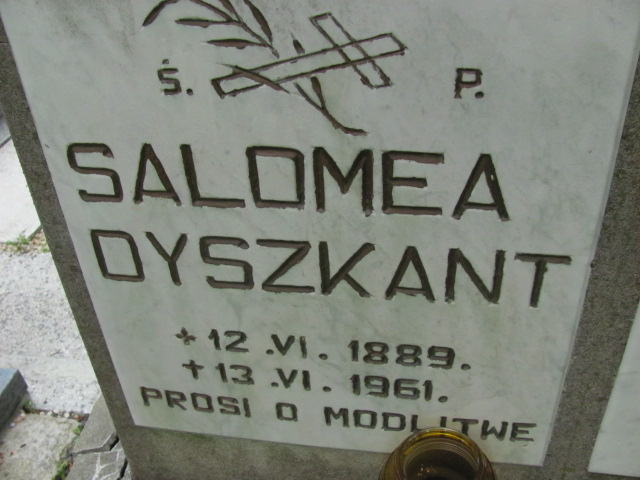 Ś. P.
SALOMEA
DYSZKANT
* 12.VI.1889.
† 13.VI.1961.
PROSI O MODLITWE